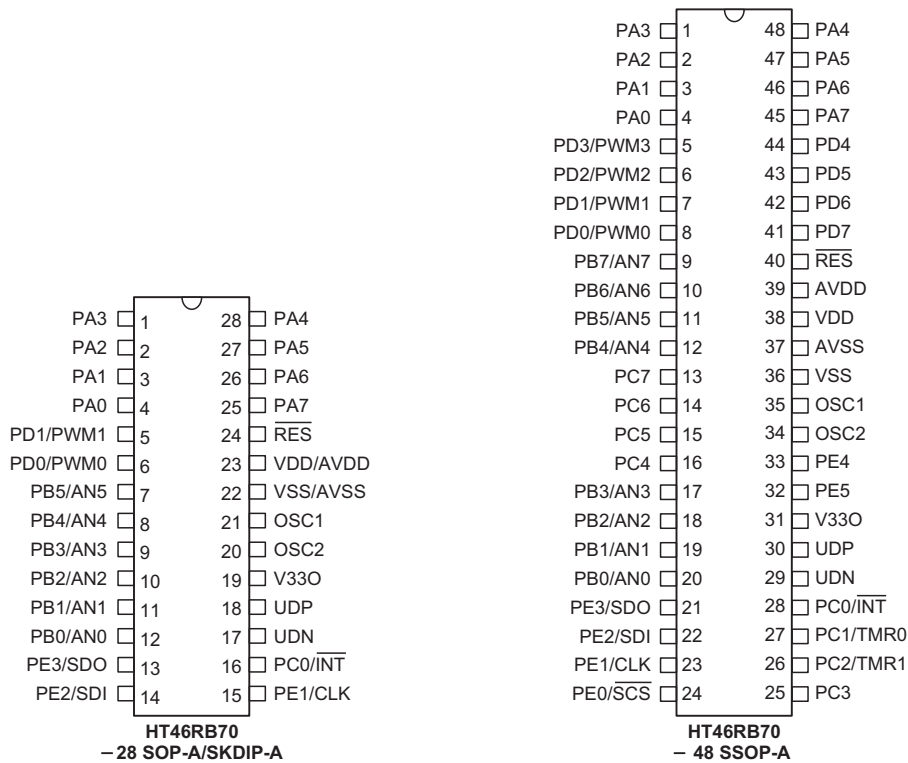 PA3 1 28 PA4
PA2 2 27 PA5
PA1 3 26 PA6
PA0 4 25 PA7
PD1/PWM1 5 24 RES
PD0/PWM0 6 23 VDD/AVDD
PB5/AN5 7 22 VSS/AVSS
PB4/AN4 8 21 OSC1
PB3/AN3 9 20 OSC2
PB2/AN2 10 19 V33O
PB1/AN1 11 18 UDP
PB0/AN0 12 17 UDN
PE3/SDO 13 16 PC0/INT
PE2/SDI 14 15 PE1/CLK
HT46RB70
– 28 SOP-A/SKDIP-A
PA3 1 48 PA4
PA2 2 47 PA5
PA1 3 46 PA6
PA0 4 45 PA7
PD3/PWM3 5 44 PD4
PD2/PWM2 6 43 PD5
PD1/PWM1 7 42 PD6
PD0/PWM0 8 41 PD7
PB7/AN7 9 40 RES
PB6/AN6 10 39 AVDD
PB5/AN5 11 38 VDD
PB4/AN4 12 37 AVSS
PC7 13 36 VSS
PC6 14 35 OSC1
PC5 15 34 OSC2
PC4 16 33 PE4
PB3/AN3 17 32 PE5
PB2/AN2 18 31 V33O
PB1/AN1 19 30 UDP
PB0/AN0 20 29 UDN
PE3/SDO 21 28 PC0/INT
PE2/SDI 22 27 PC1/TMR0
PE1/CLK 23 26 PC2/TMR1
PE0/SCS 24 25 PC3
HT46RB70
– 48 SSOP-A